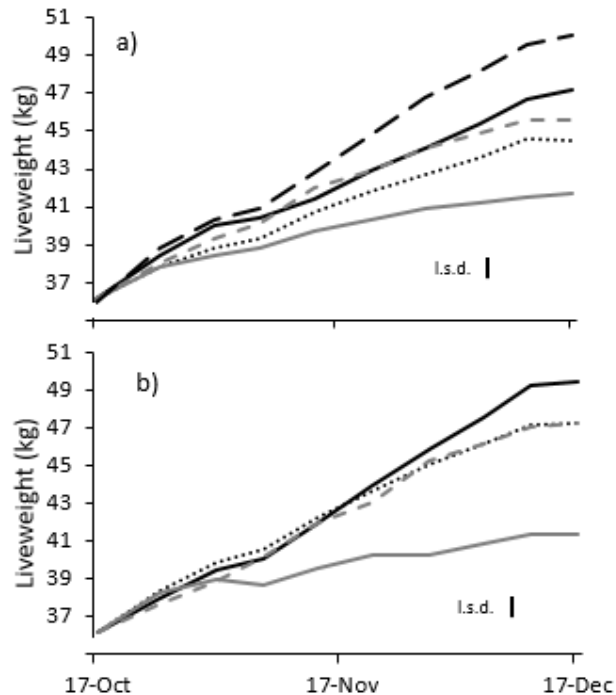 51
a)
49
47
45
43
41
39
37
Liveweight (kg)
l.s.d.
51
b)
49
47
45
43
41
39
37
Liveweight (kg)
l.s.d.
17-Oct 17-Nov 17-Dec